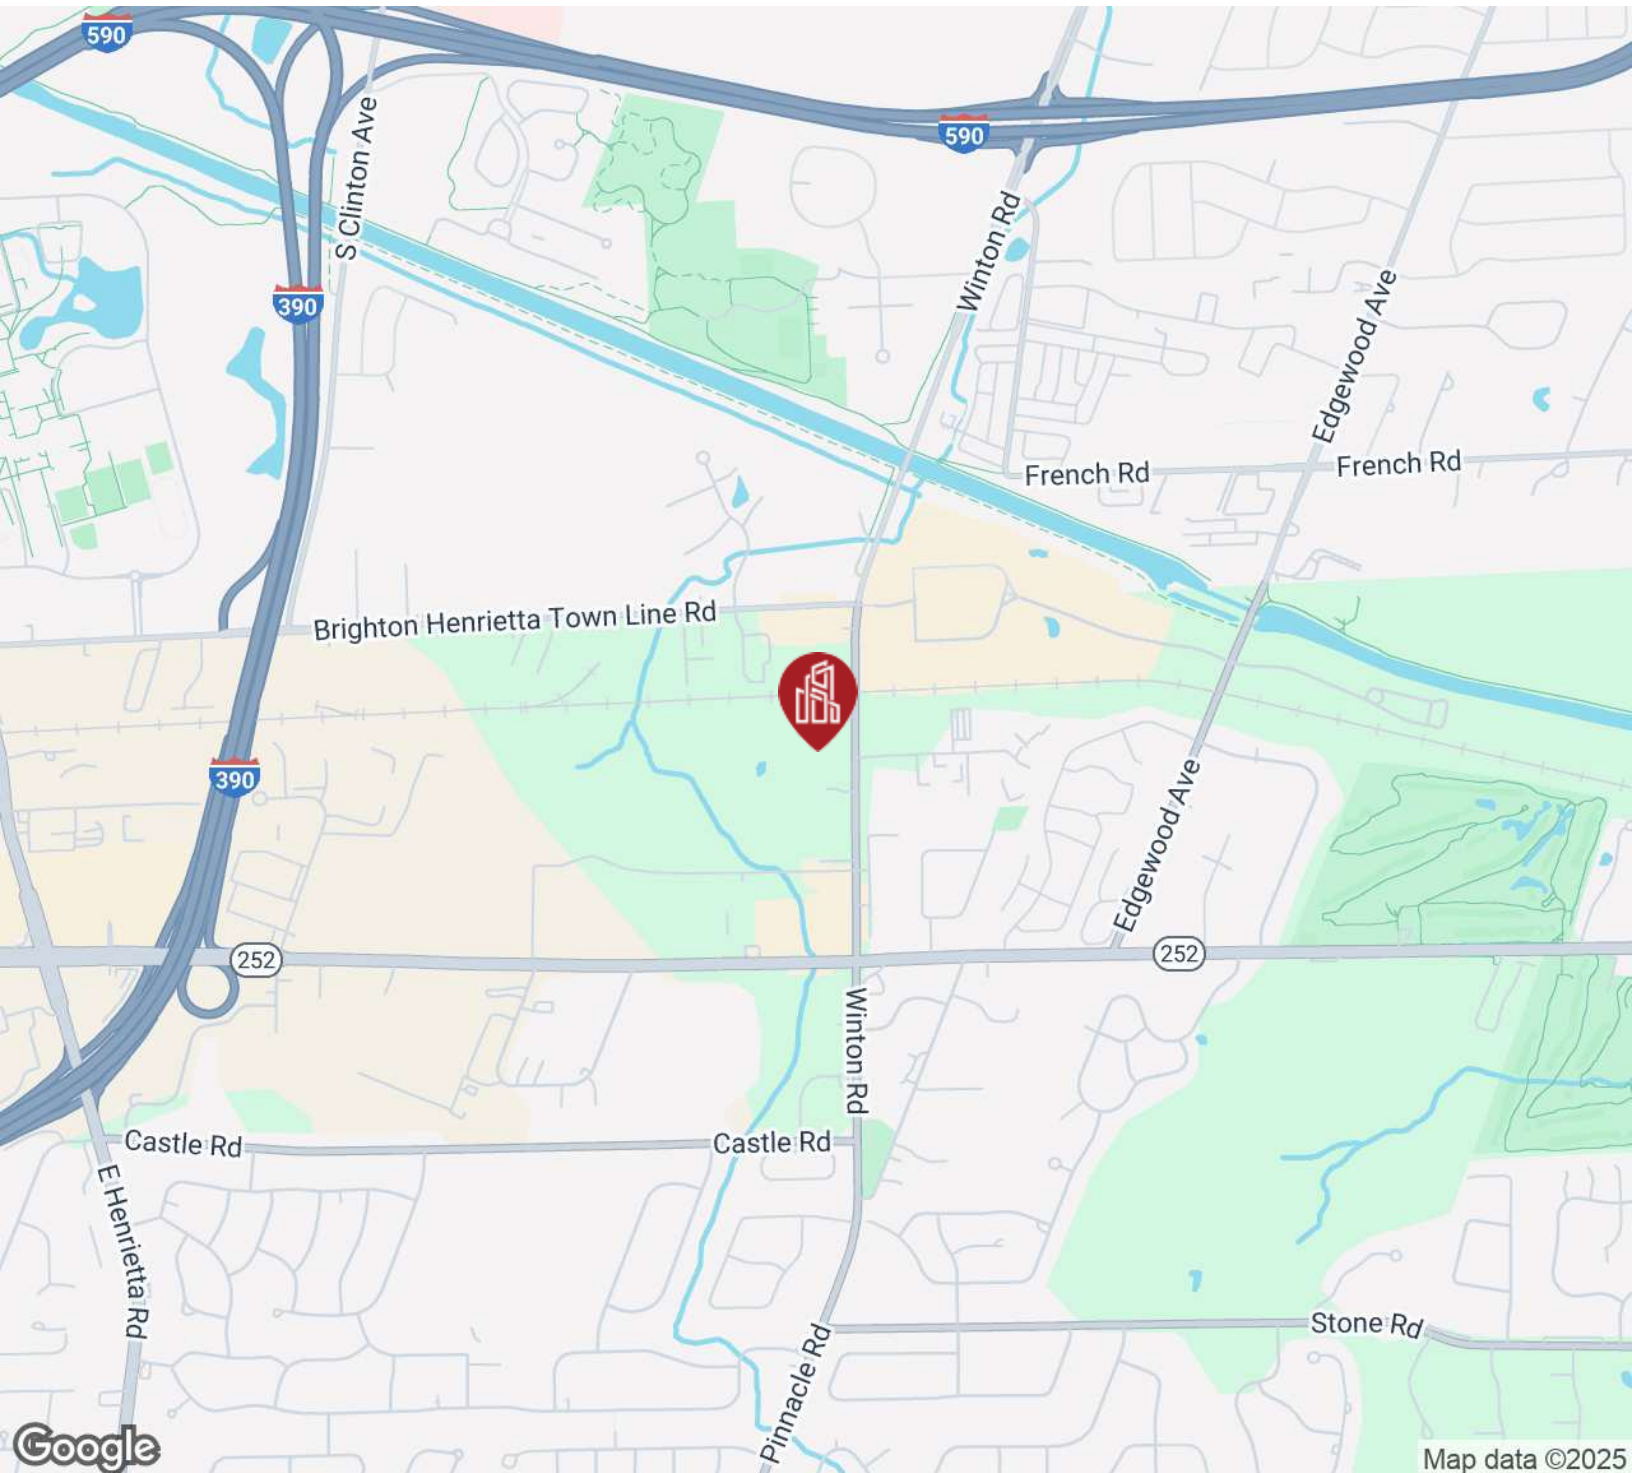 590
S Clinton Ave
590
Winton Rd
390
Edgewood Ave
French Rd
French Rd
Brighton Henrietta Town Line Rd
390
Edgewood Ave
252
252
Winton Rd
Castle Rd
Castle Rd
E Henrietta Rd
Stone Rd
Pinnacle Rd
Google
Map data ©2025